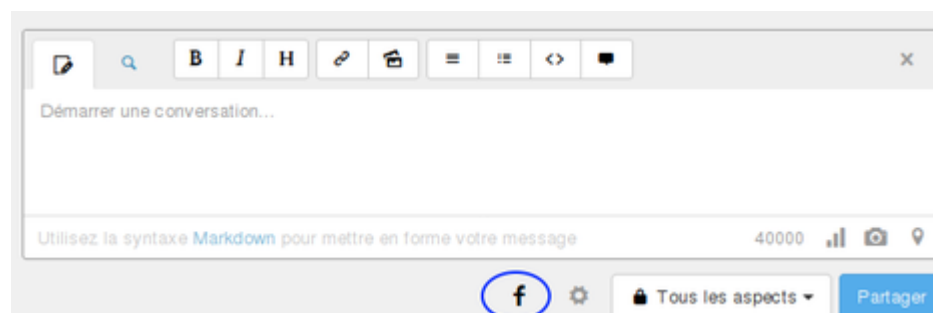 B I H
Démarrer une conversation...
Utilisez la syntaxe Markdown pour mettre en forme votre message 40000
f Tous les aspects Partager